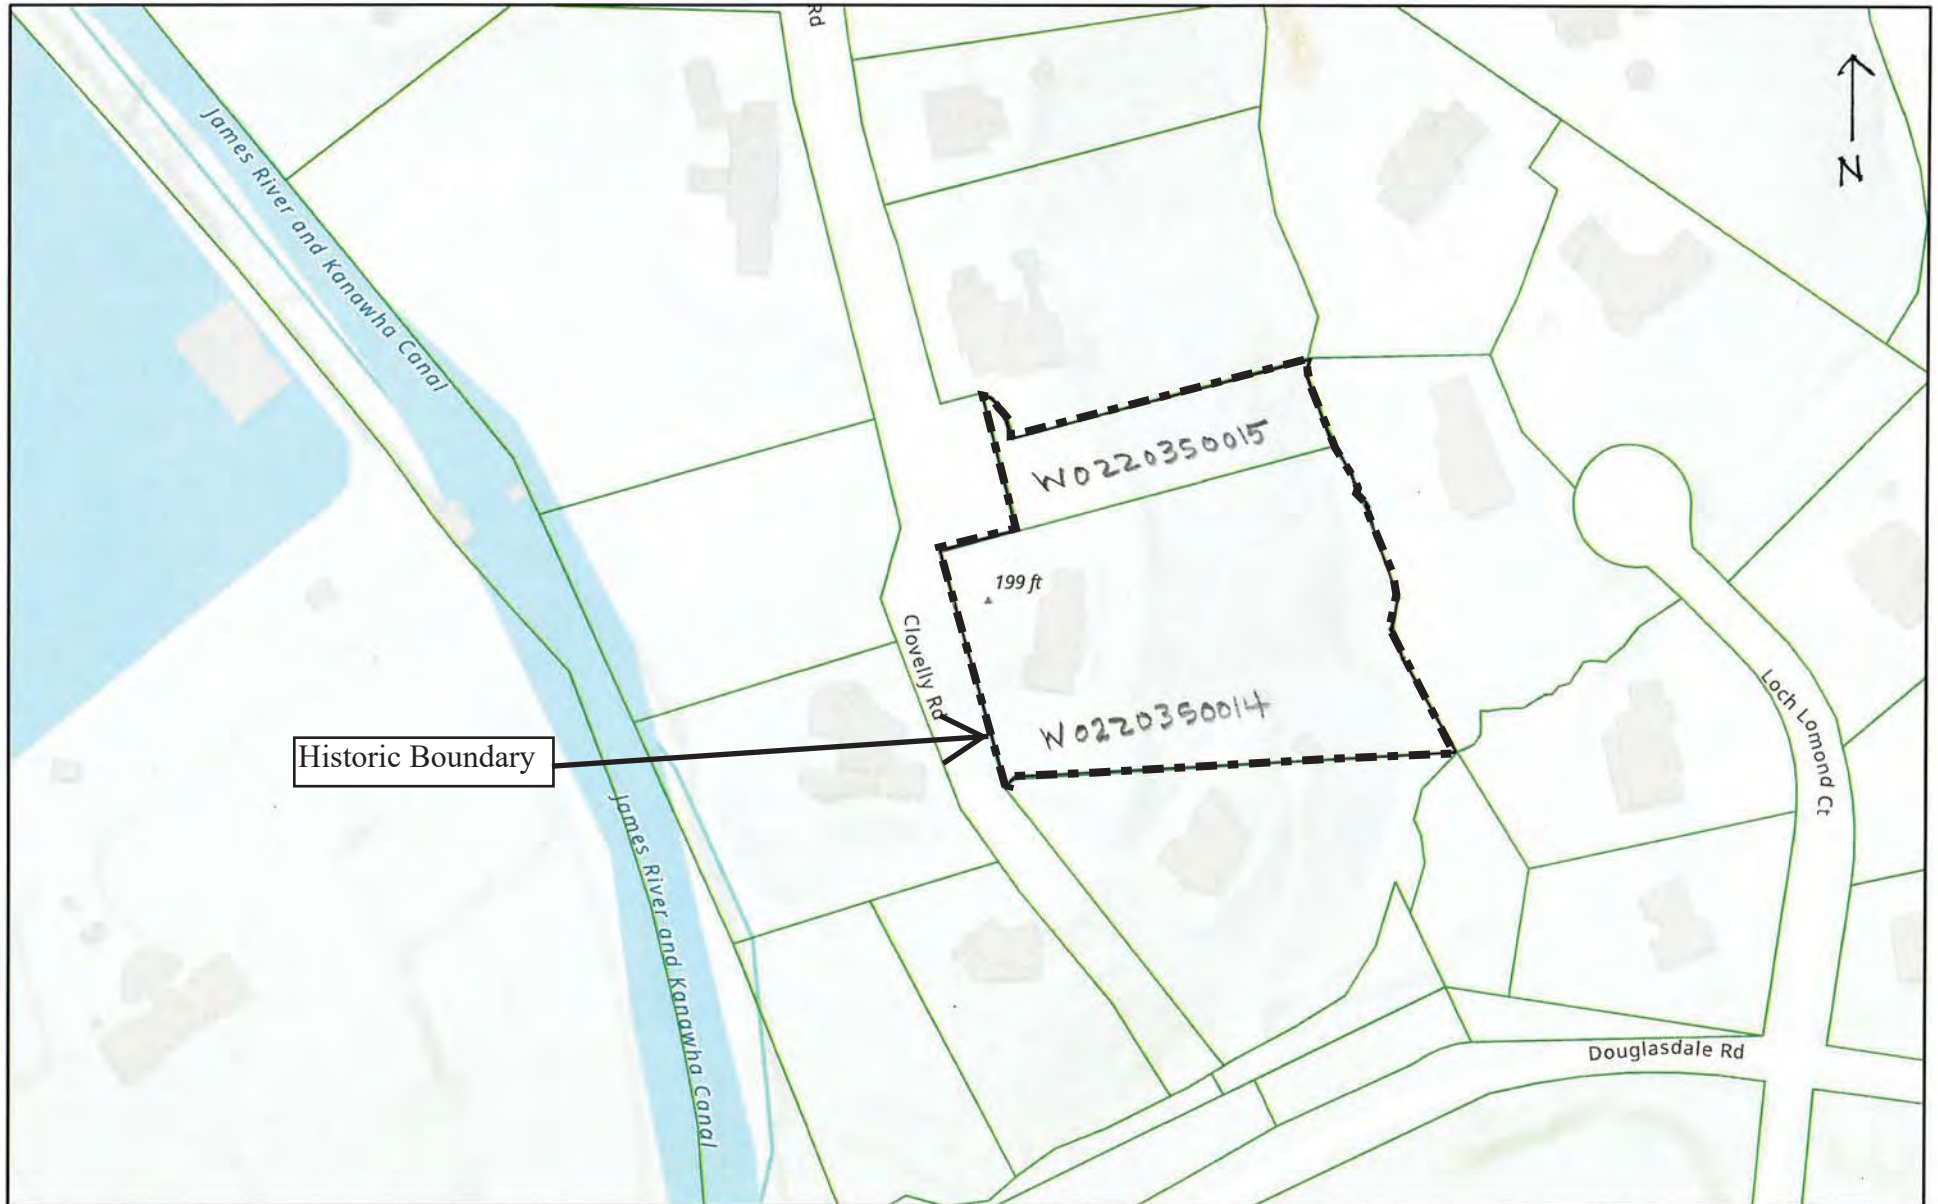 Rd
N
James River and Kanawha Canal
W0220350015
199 ft
Clovelly Rd
W0220350014
Loch Lomond Ct
Historic Boundary
James River and Kanawha Canal
Douglasdale Rd